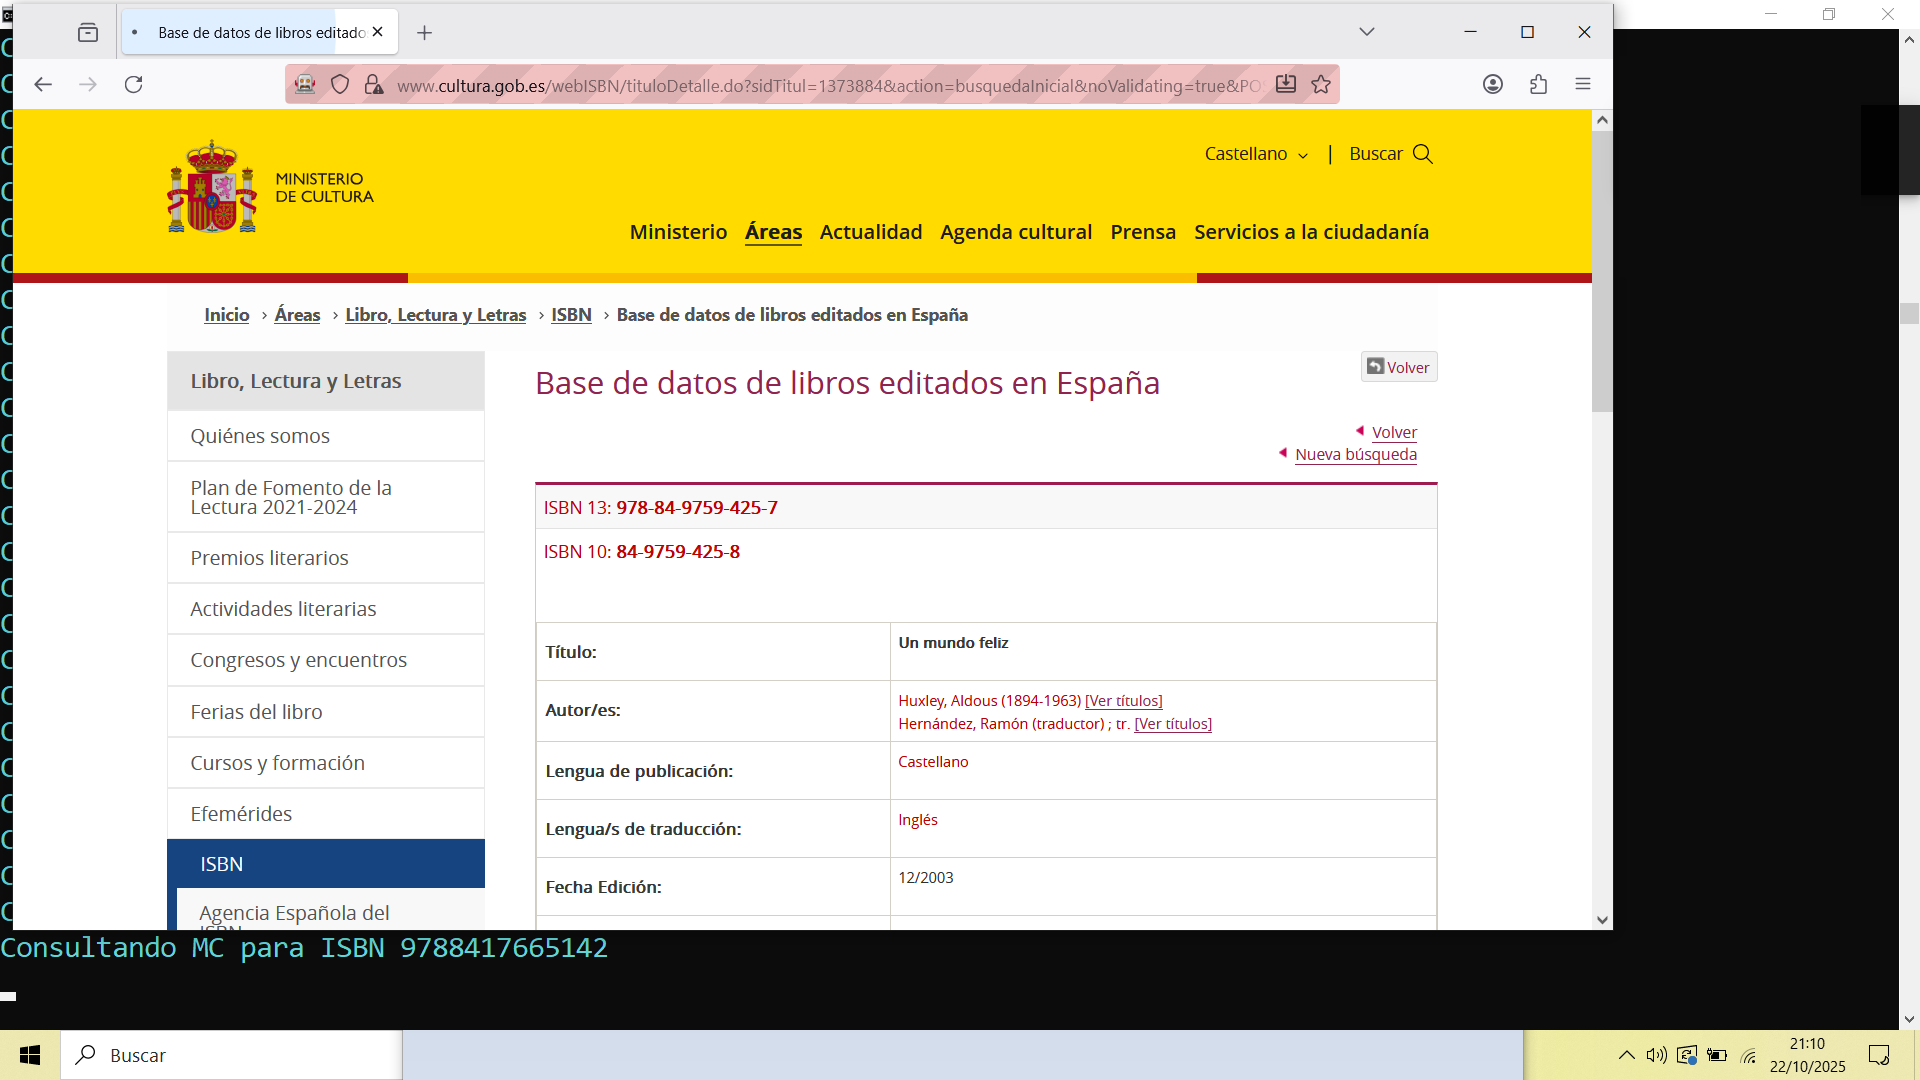 Base de datos de libros editado
www.cultura.gob.es/webISBN/tituloDetalle.do?sidTitul=1373884&action=busquedaInicial&noValidating=true&PO
MINISTERIO
DE CULTURA
Castellano | Buscar
Ministerio Áreas Actualidad Agenda cultural Prensa Servicios a la ciudadanía
Inicio › Áreas › Libro, Lectura y Letras › ISBN › Base de datos de libros editados en España
Libro, Lectura y Letras
Quiénes somos
Plan de Fomento de la
Lectura 2021-2024
Premios literarios
Actividades literarias
Congresos y encuentros
Ferias del libro
Cursos y formación
Efemérides
ISBN
Agencia Española del
ISBN
Base de datos de libros editados en España
Volver
Volver
Nueva búsqueda
ISBN 13: 978-84-9759-425-7
ISBN 10: 84-9759-425-8
Título: Un mundo feliz
Autor/es: Huxley, Aldous (1894-1963) [Ver títulos]
Hernández, Ramón (traductor) ; tr. [Ver títulos]
Lengua de publicación: Castellano
Lengua/s de traducción: Inglés
Fecha Edición: 12/2003
Consultando MC para ISBN 9788417665142
Buscar
21:10
22/10/2025